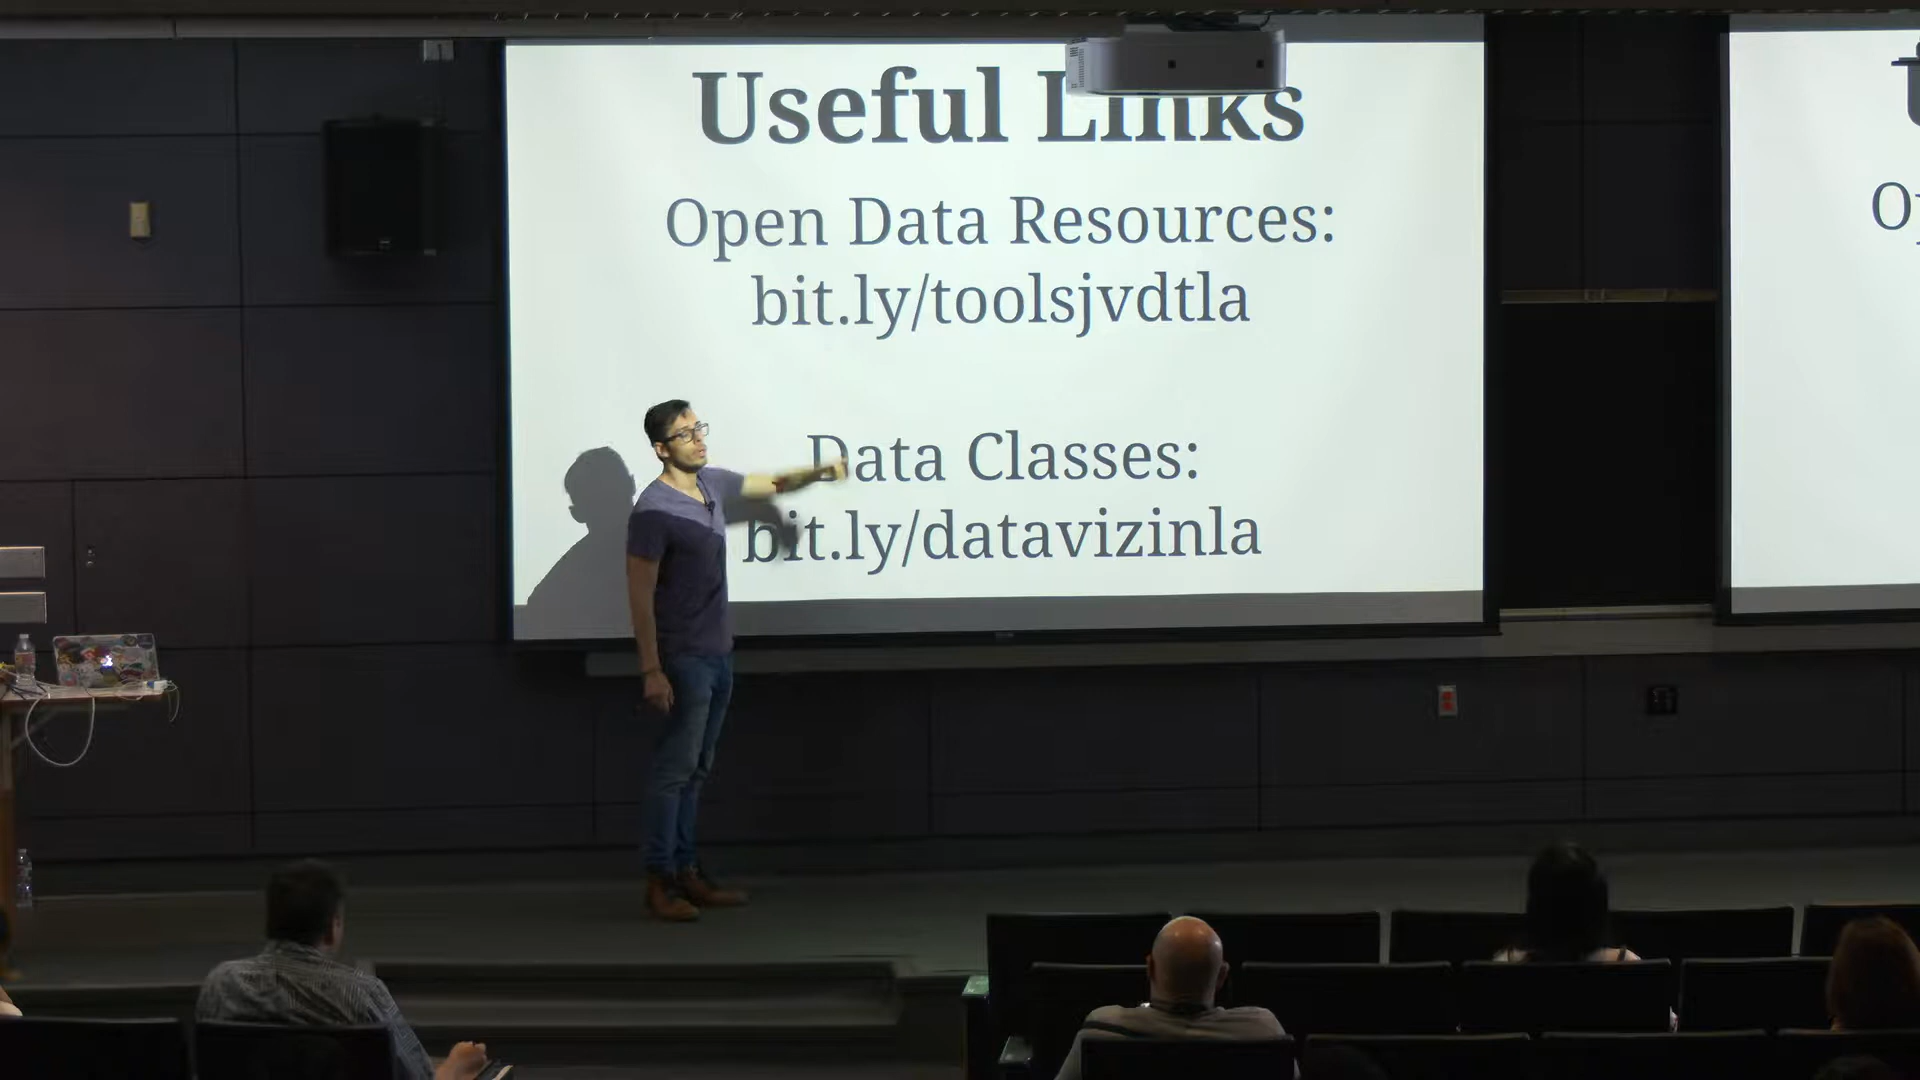 Useful Links
Open Data Resources:
bit.ly/toolsjvdtla
Data Classes:
bit.ly/datavizinla